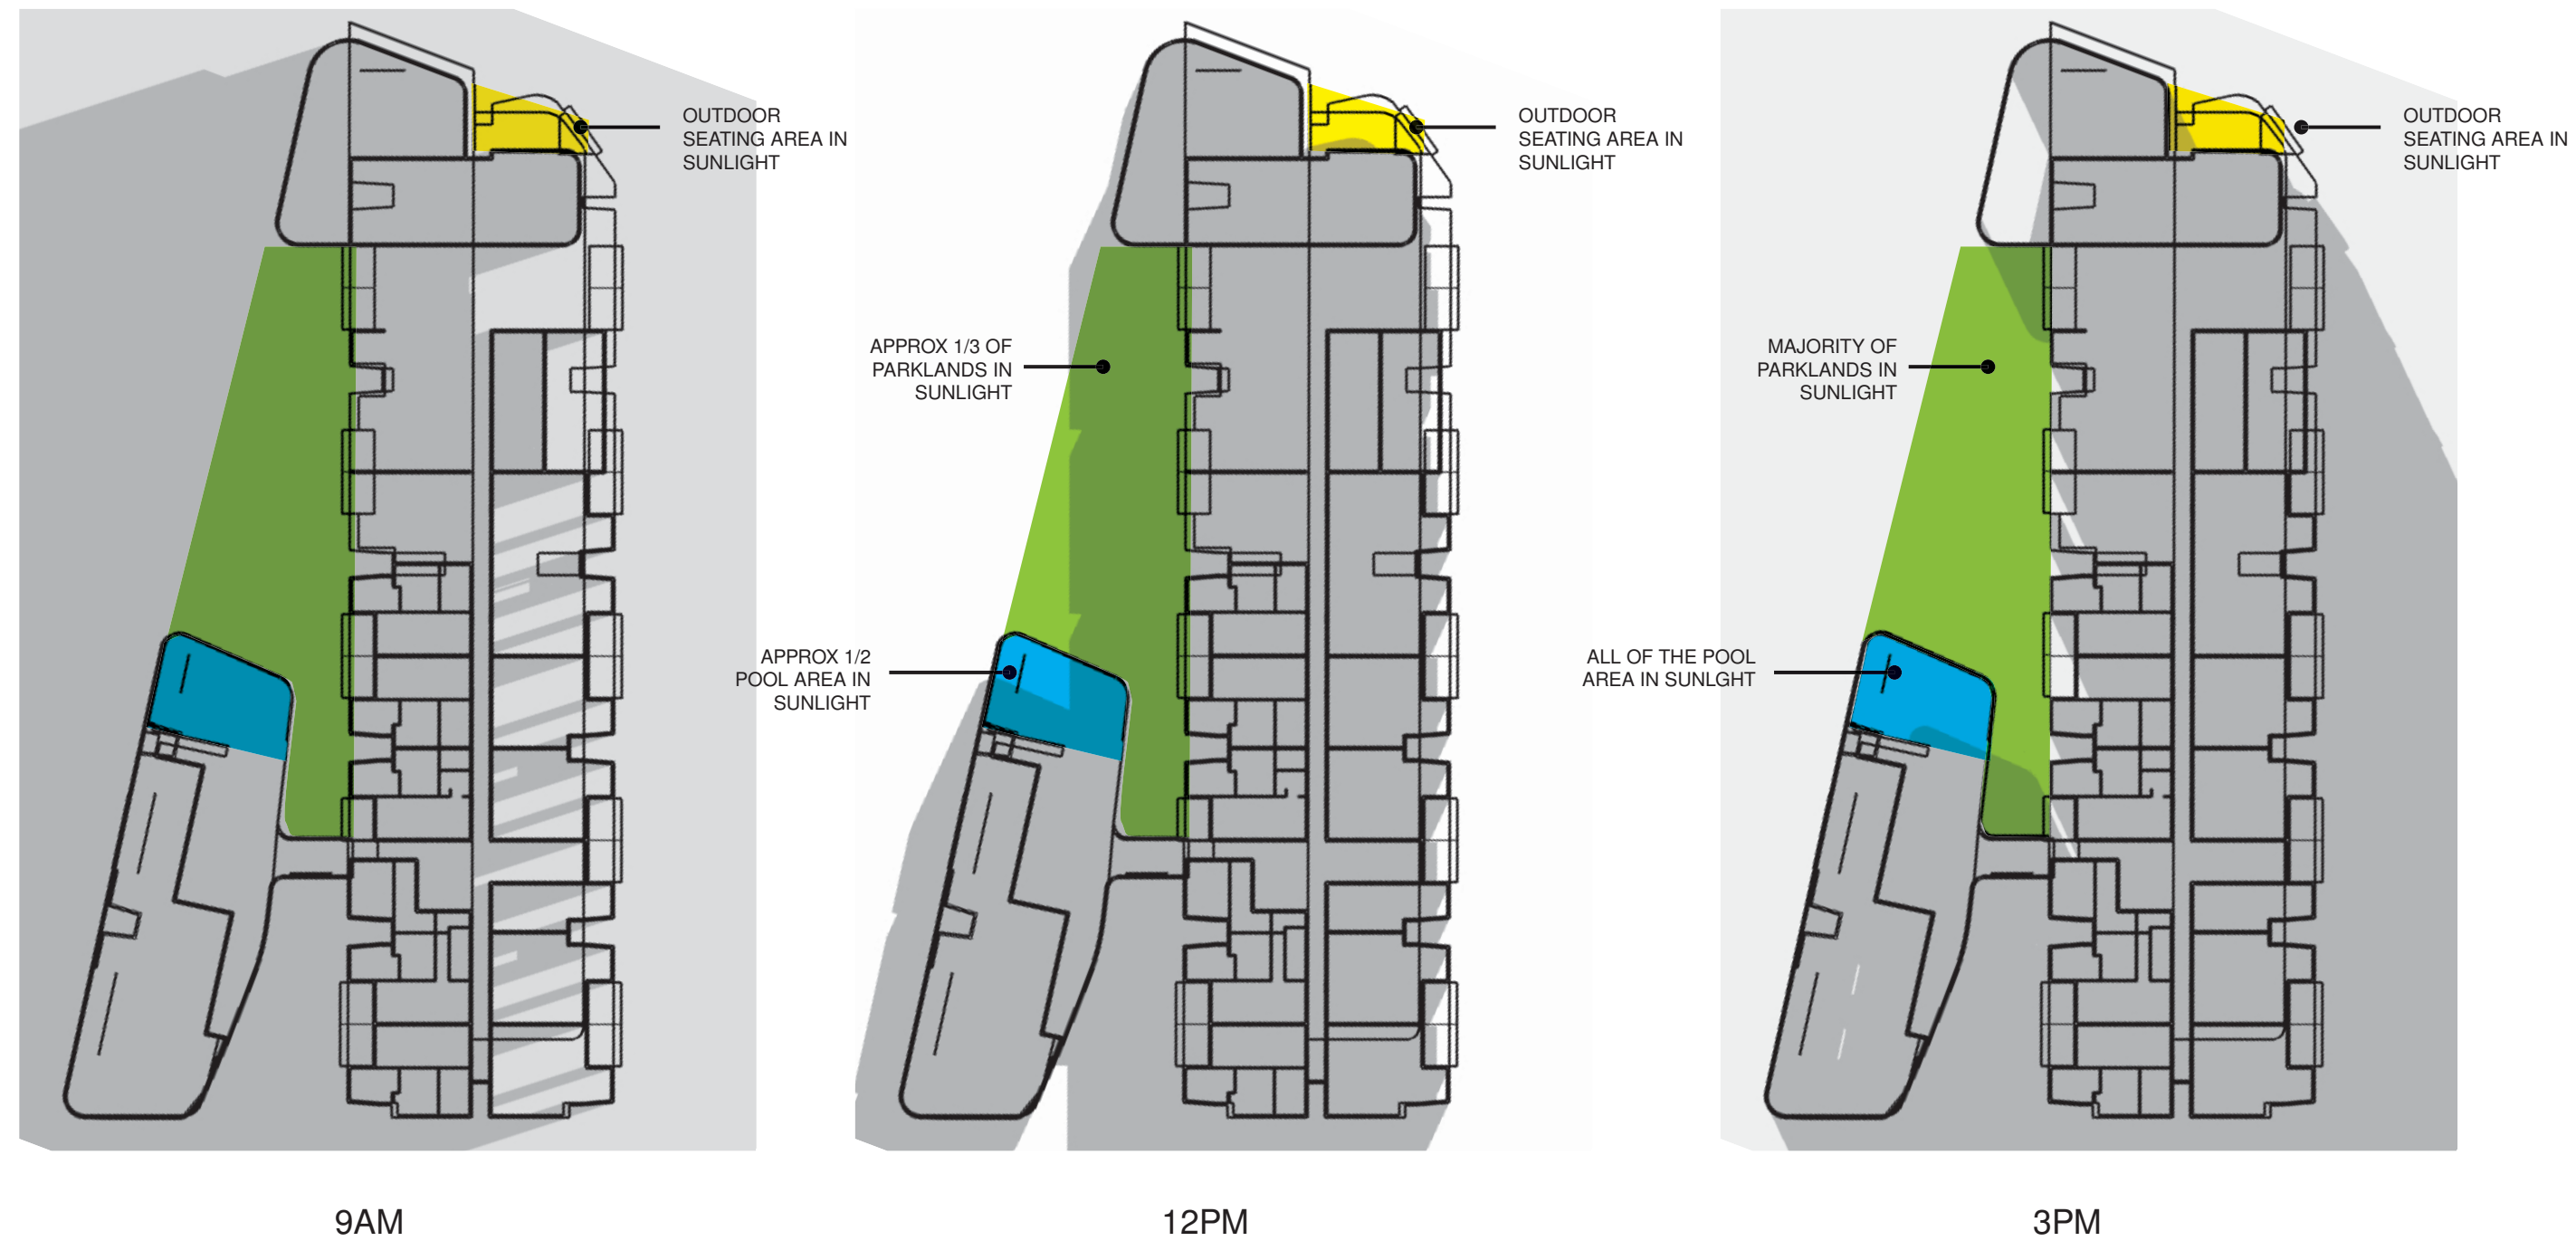 OUTDOOR
SEATING AREA IN
SUNLIGHT
9AM
OUTDOOR
SEATING AREA IN
SUNLIGHT
APPROX 1/3 OF
PARKLANDS IN
SUNLIGHT
APPROX 1/2
POOL AREA IN
SUNLIGHT
12PM
OUTDOOR
SEATING AREA IN
SUNLIGHT
MAJORITY OF
PARKLANDS IN
SUNLIGHT
ALL OF THE POOL
AREA IN SUNLGHT
3PM